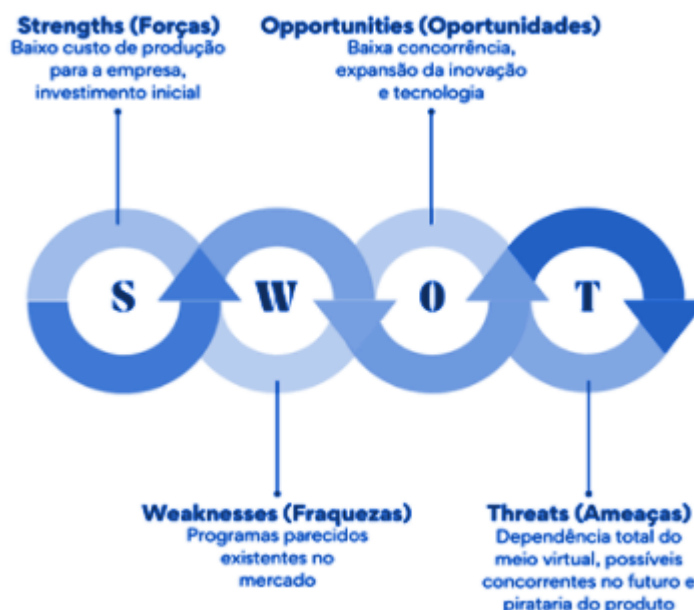 Strengths (Forças)
Baixo custo de produção
para a empresa,
investimento inicial
Opportunities (Oportunidades)
Baixa concorrência,
expansão da inovação
e tecnologia
S
W
O
T
Weaknesses (Fraquezas)
Programas parecidos
existentes no
mercado
Threats (Ameaças)
Dependência total do
meio virtual, possíveis
concorrentes no futuro e
pirataria do produto